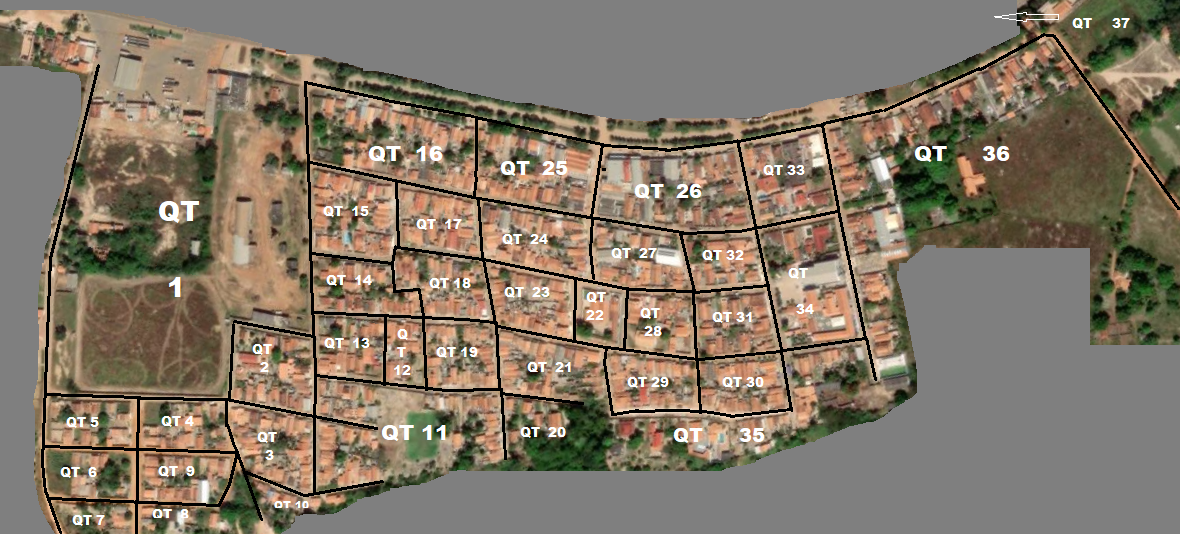 QT 37
QT 16
QT 25
QT 36
QT 33
QT 26
QT
1
QT 15
QT 17
QT 24
QT 27
QT 32
QT 14
QT 18
QT 23
QT
22
QT
28
QT 31
QT
34
QT
2
QT 13
Q
T
12
QT 19
QT 21
QT 29
QT 30
QT 5
QT 4
QT
3
QT 11
QT 20
QT 35
QT 6
QT 9
QT 10
QT 7
QT 8